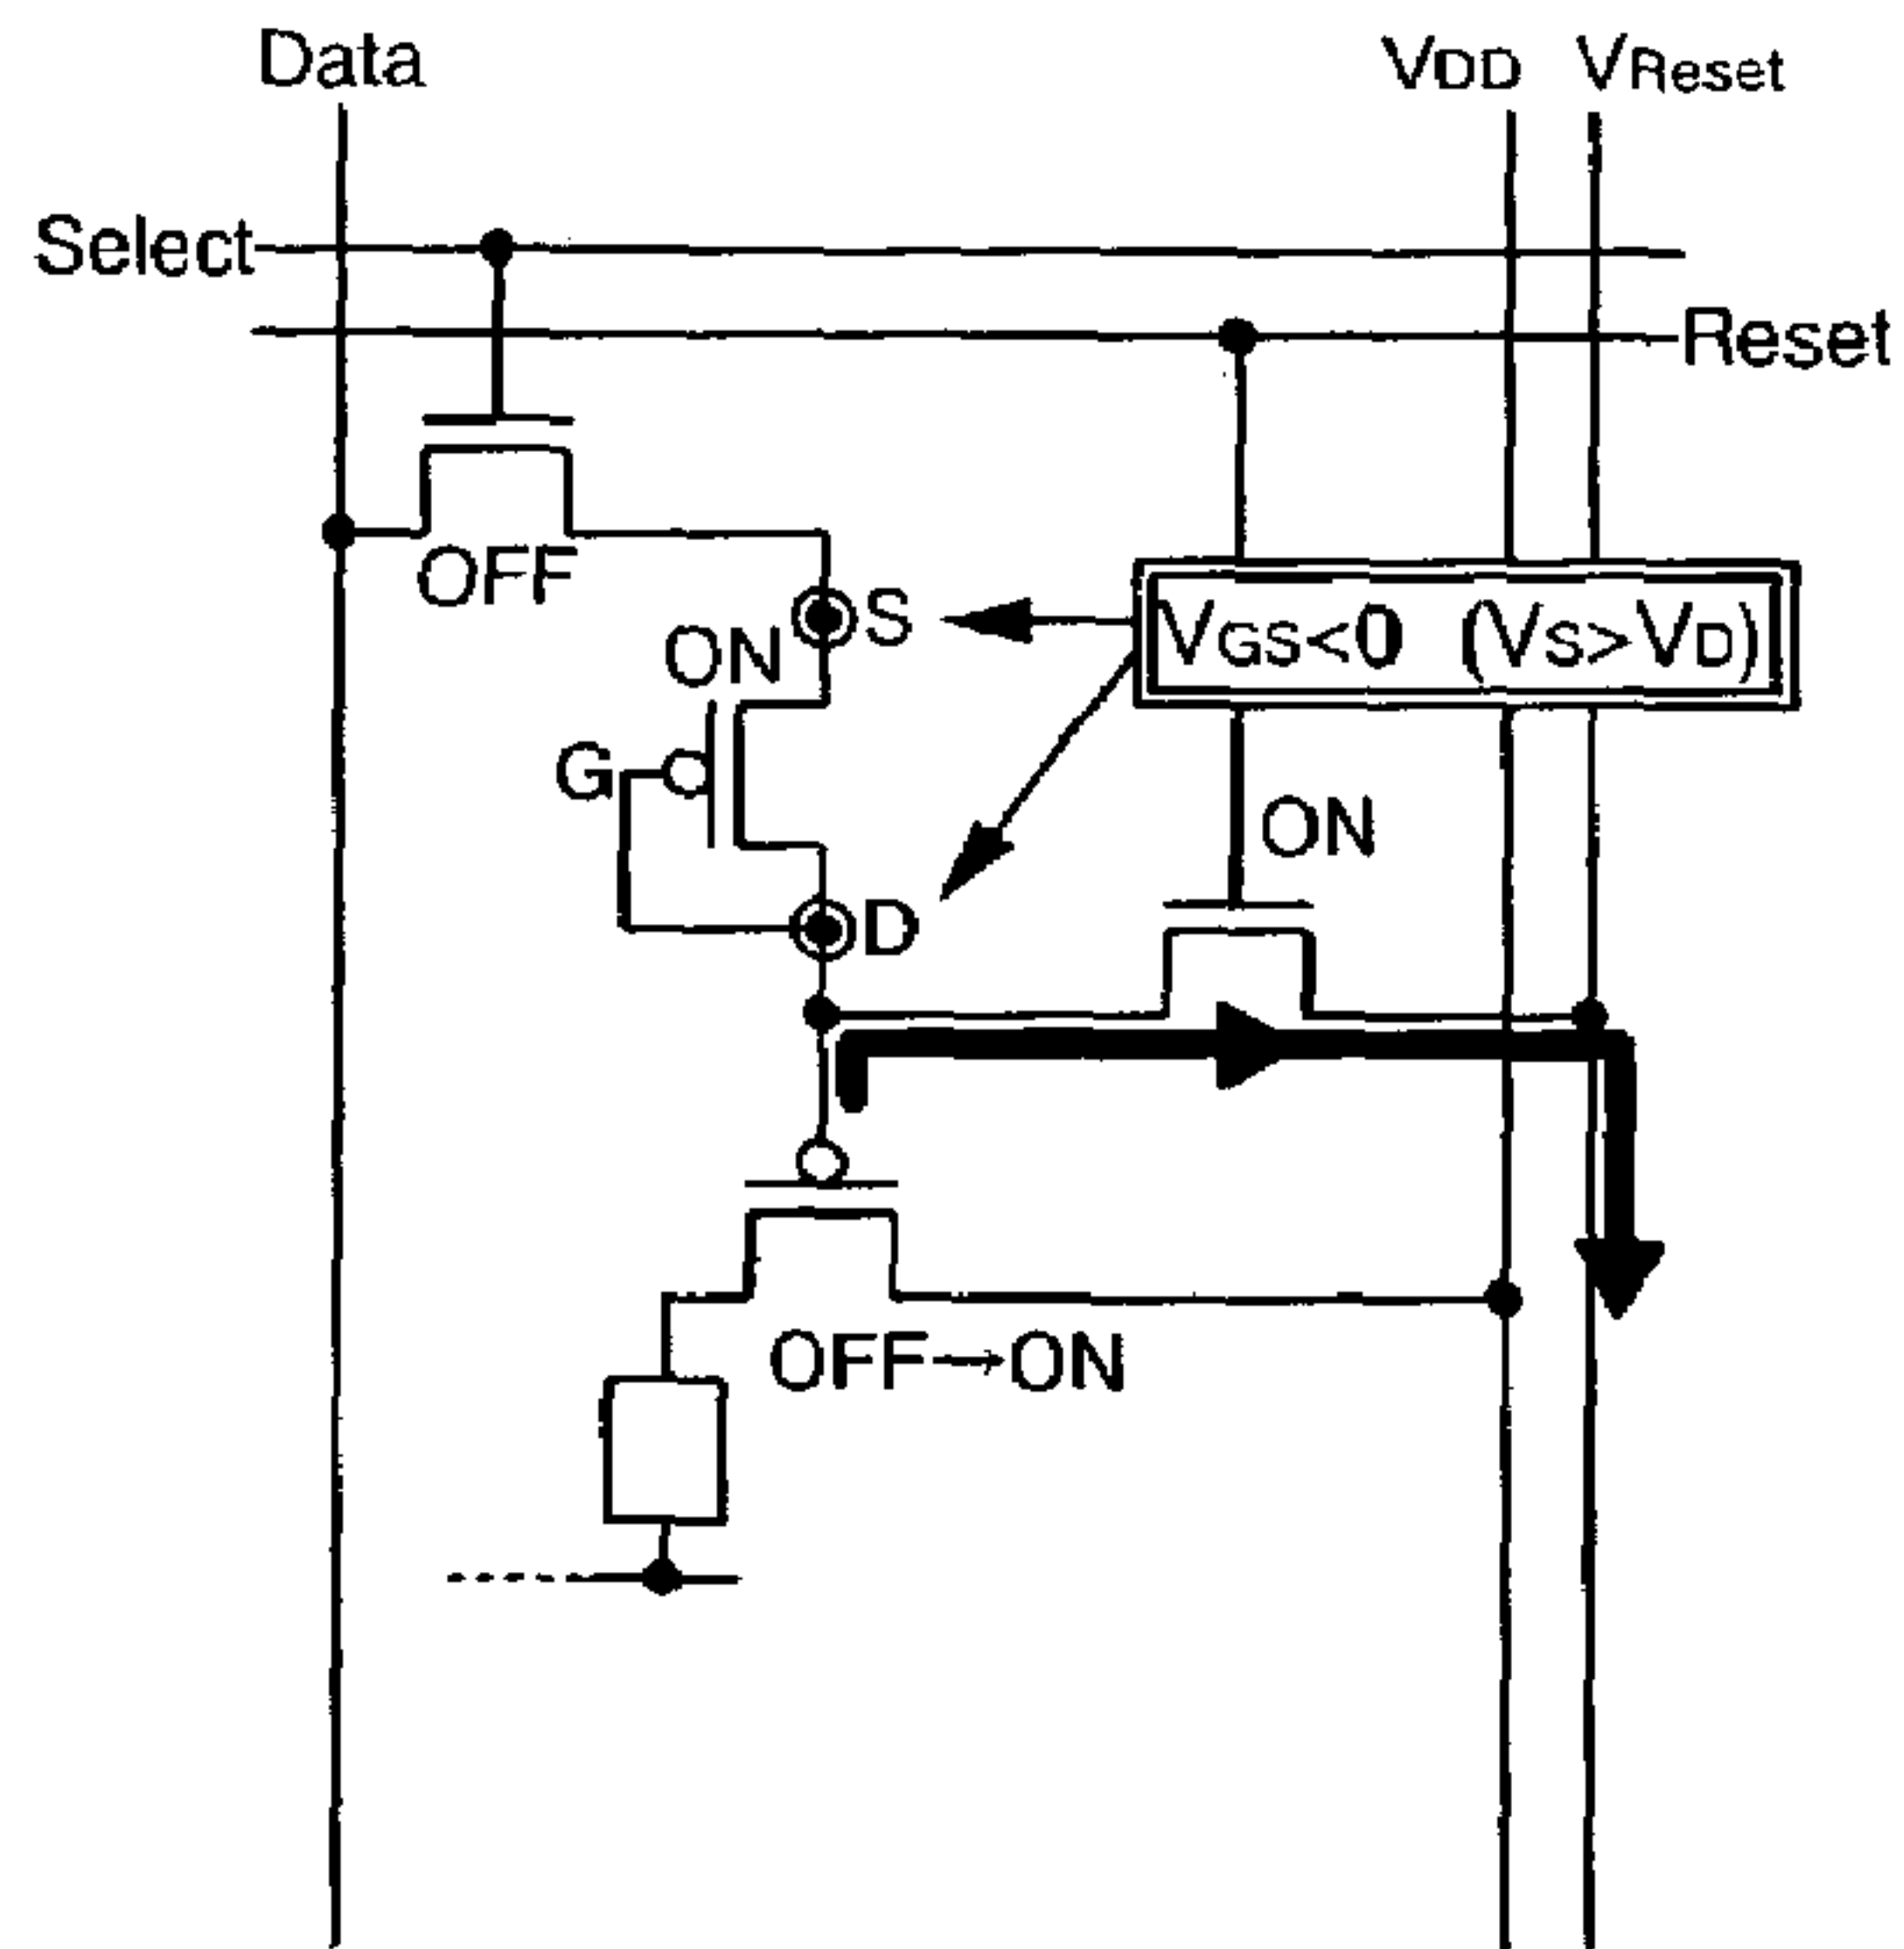 Data
VDD VReset
Select
Reset
OFF
S
VGS<0 (VS>VD)
ON
G
ON
D
OFF→ON